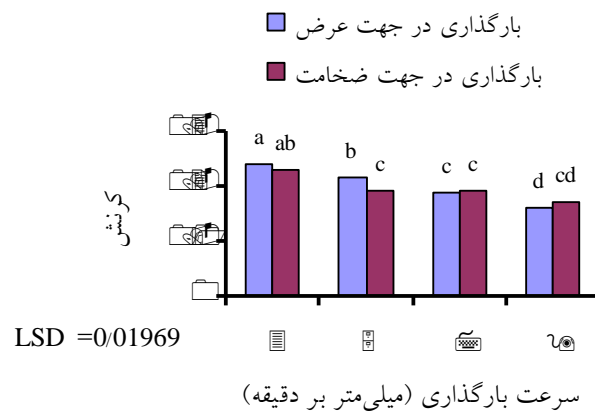 بارگذاری در جهت عرض
بارگذاری در جهت ضخامت
a ab b c c c d cd
کرنش
LSD =0/01969
سرعت بارگذاری (میلی‌متر بر دقیقه)